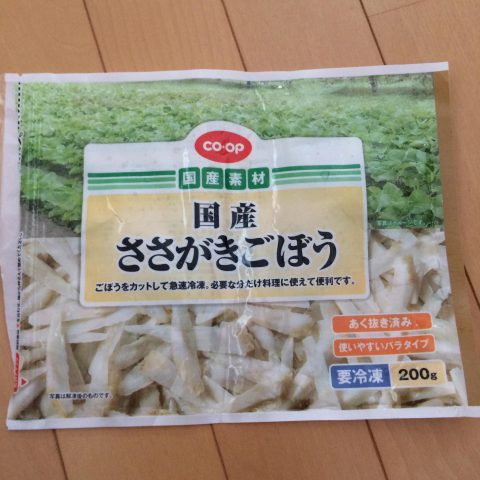 CO·OP
国産素材
国産
ささがきごぼう
ごぼうをカットして急速冷凍。必要な分だけ料理に使えて便利です。
あく抜き済み
使いやすいバラタイプ
要冷凍 200g
写真は解凍後のものです。